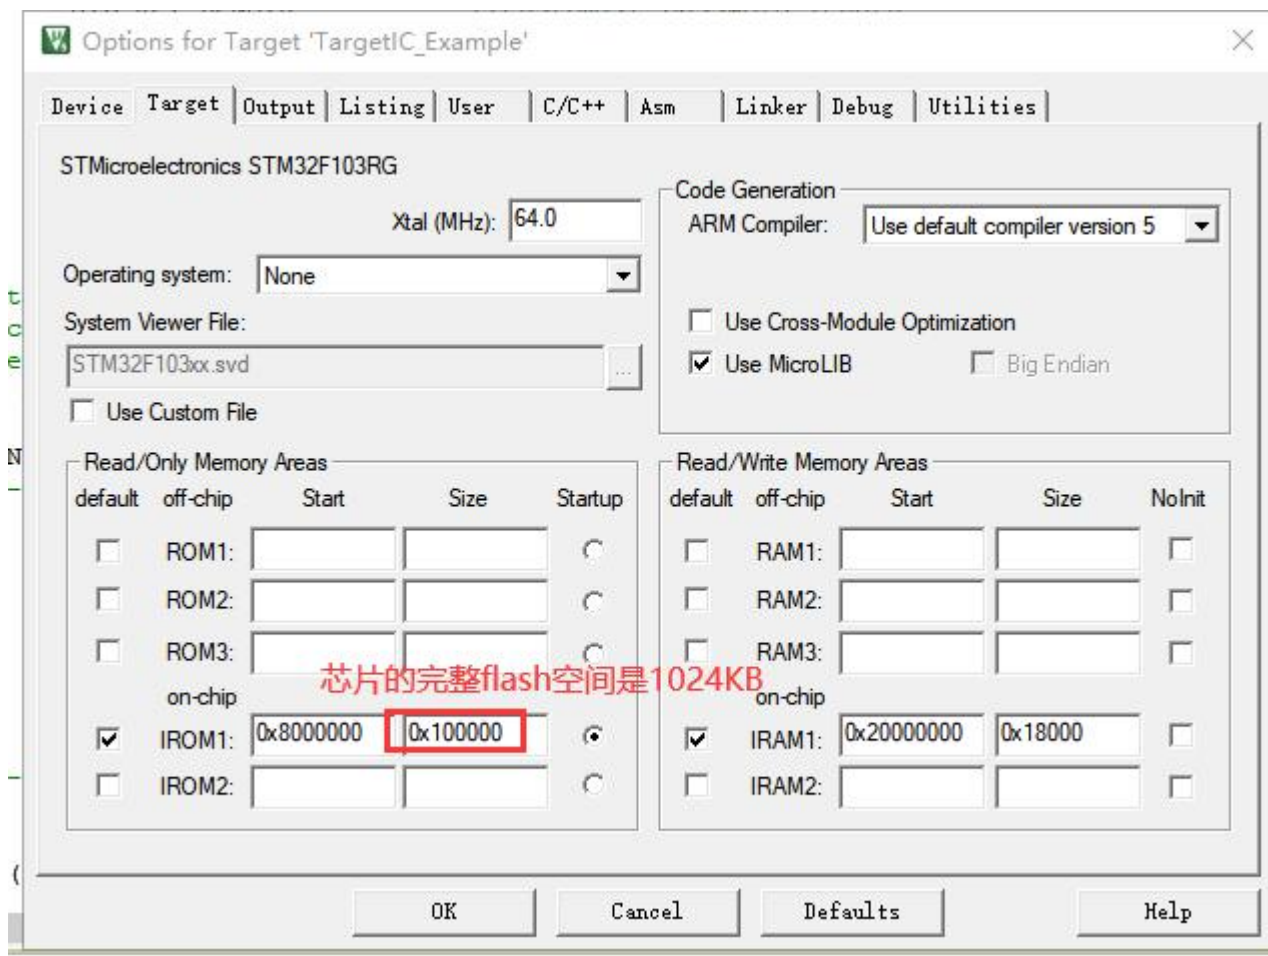 Options for Target 'TargetIC_Example'
Device Target Output Listing User C/C++ Asm Linker Debug Utilities
STMicroelectronics STM32F103RG
Xtal (MHz): 64.0
Operating system: None
System Viewer File:
STM32F103xx.svd ...
Use Custom File
Code Generation
ARM Compiler: Use default compiler version 5
Use Cross-Module Optimization
Use MicroLIB Big Endian
Read/Only Memory Areas
default off-chip Start Size Startup
ROM1:
ROM2:
ROM3:
芯片的完整flash空间是1024KB
on-chip
IROM1: 0x8000000 0x100000
IROM2:
Read/Write Memory Areas
default off-chip Start Size NoInit
RAM1:
RAM2:
RAM3:
on-chip
IRAM1: 0x20000000 0x18000
IRAM2:
OK Cancel Defaults Help
t
c
e
N
(